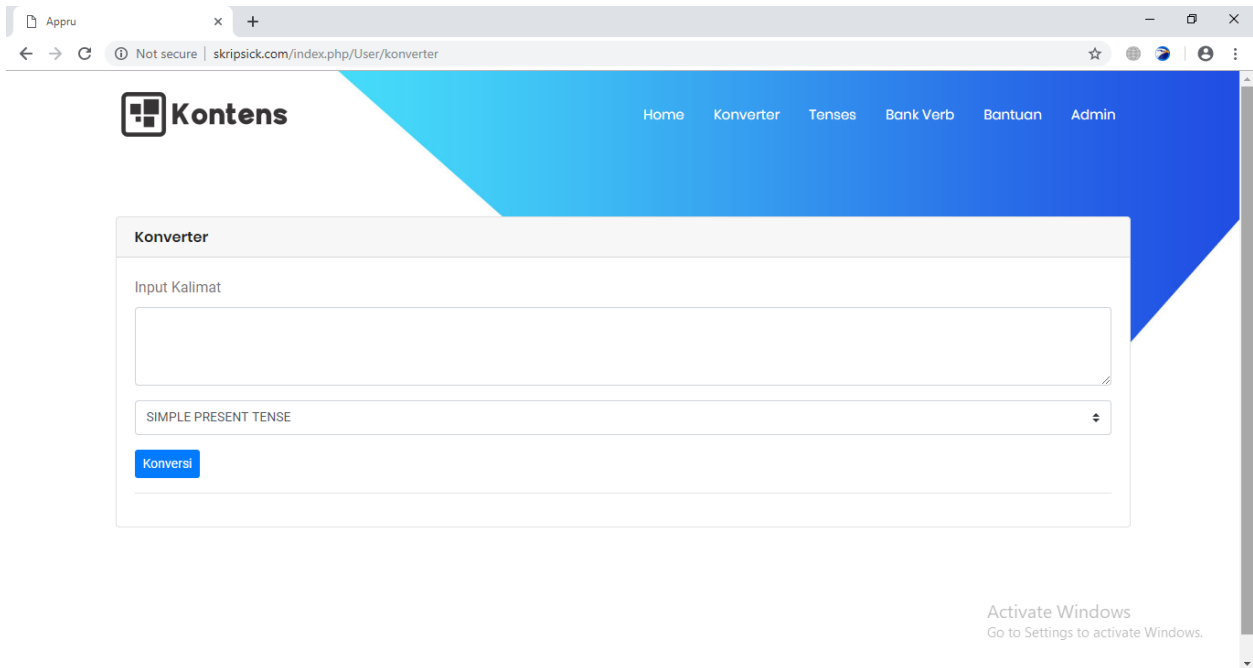 Appru
Not secure | skripsick.com/index.php/User/konverter
Kontens
Home Konverter Tenses Bank Verb Bantuan Admin
Konverter
Input Kalimat
SIMPLE PRESENT TENSE
Konversi
Activate Windows
Go to Settings to activate Windows.